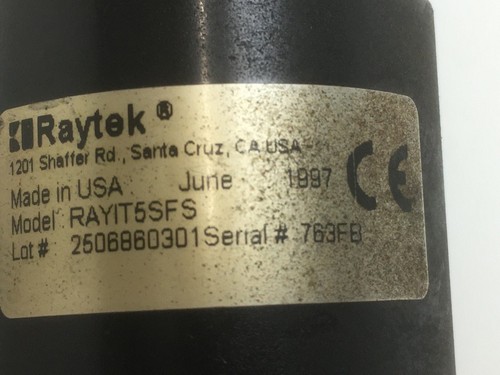 Raytek®
1201 Shaffer Rd., Santa Cruz, CA USA
Made in USA June 1997
Model RAYIT5SFS
Lot # 2506860301 Serial # 763FB
CE